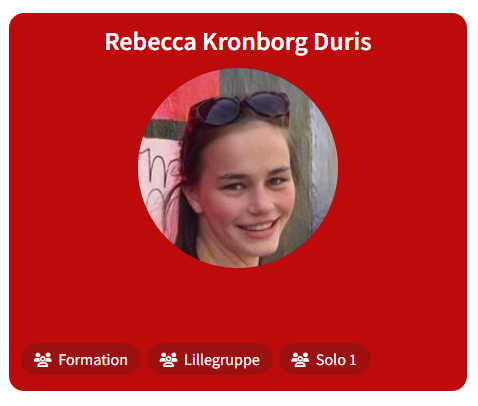 Rebecca Kronborg Duris
Formation
Lillegruppe
Solo 1